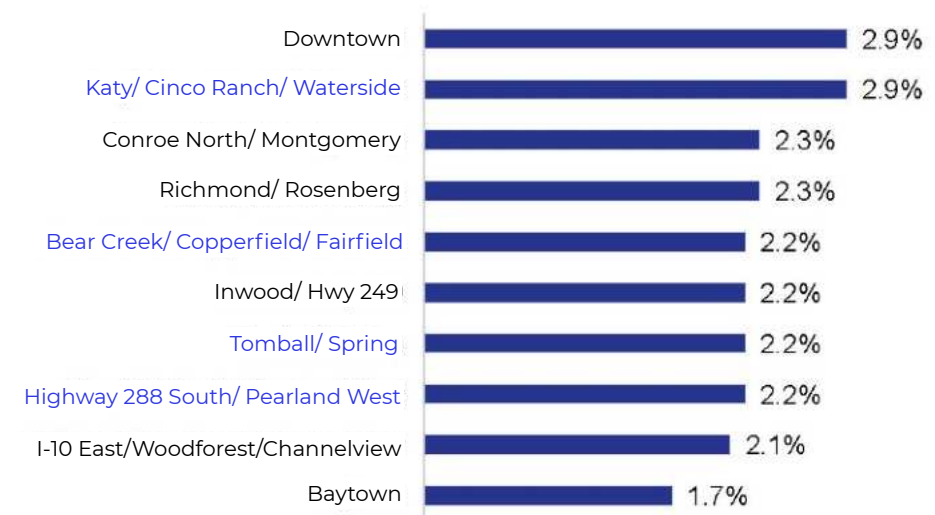 Downtown 2.9%
Katy/ Cinco Ranch/ Waterside 2.9%
Conroe North/ Montgomery 2.3%
Richmond/ Rosenberg 2.3%
Bear Creek/ Copperfield/ Fairfield 2.2%
Inwood/ Hwy 249 2.2%
Tomball/ Spring 2.2%
Highway 288 South/ Pearland West 2.2%
I-10 East/Woodforest/Channelview 2.1%
Baytown 1.7%